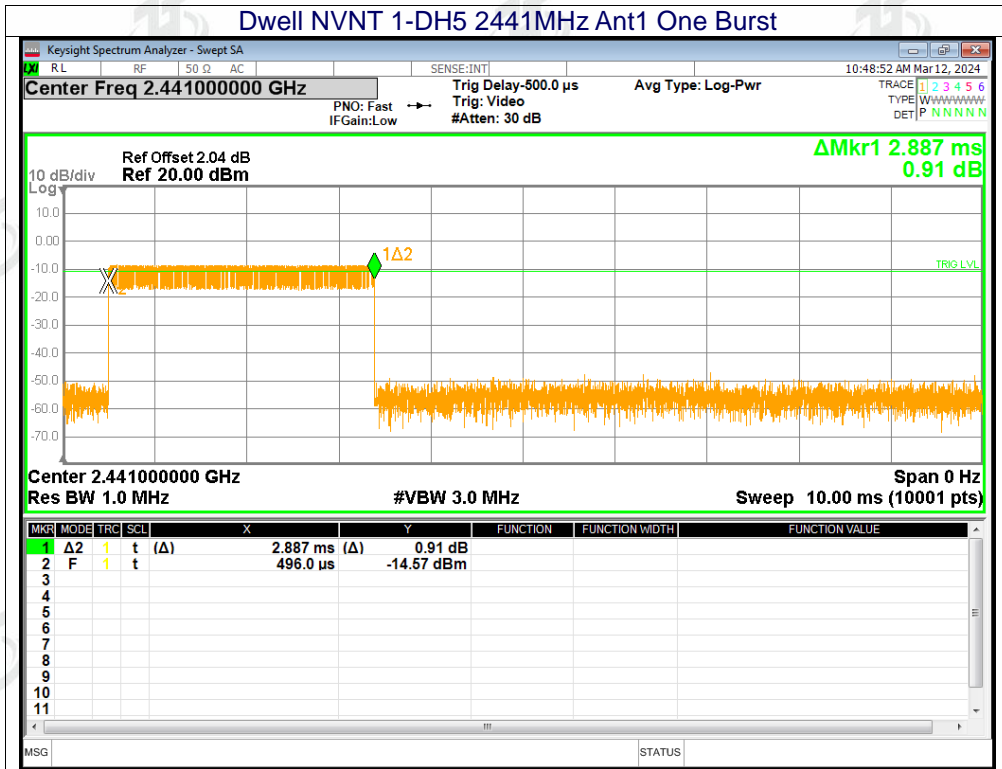 Dwell NVNT 1-DH5 2441MHz Ant1 One Burst
Keysight Spectrum Analyzer - Swept SA
LXI RL RF 50 Ω AC SENSE:INT 10:48:52 AM Mar 12, 2024
Center Freq 2.441000000 GHz Trig Delay-500.0 µs Avg Type: Log-Pwr TRACE 1 2 3 4 5 6
PNO: Fast Trig: Video TYPE WWWWWWW
IFGain:Low #Atten: 30 dB DET P N N N N N
ΔMkr1 2.887 ms
Ref Offset 2.04 dB 0.91 dB
10 dB/div Ref 20.00 dBm
Log
10.0
0.00
1Δ2
-10.0 TRIG LVL
2
-20.0
-30.0
-40.0
-50.0
-60.0
-70.0
Center 2.441000000 GHz Span 0 Hz
Res BW 1.0 MHz #VBW 3.0 MHz Sweep 10.00 ms (10001 pts)
MKR MODE TRC SCL X Y FUNCTION FUNCTION WIDTH FUNCTION VALUE
1 Δ2 1 t (Δ) 2.887 ms (Δ) 0.91 dB
2 F 1 t 496.0 µs -14.57 dBm
3
4
5
6
7
8
9
10
11
MSG STATUS